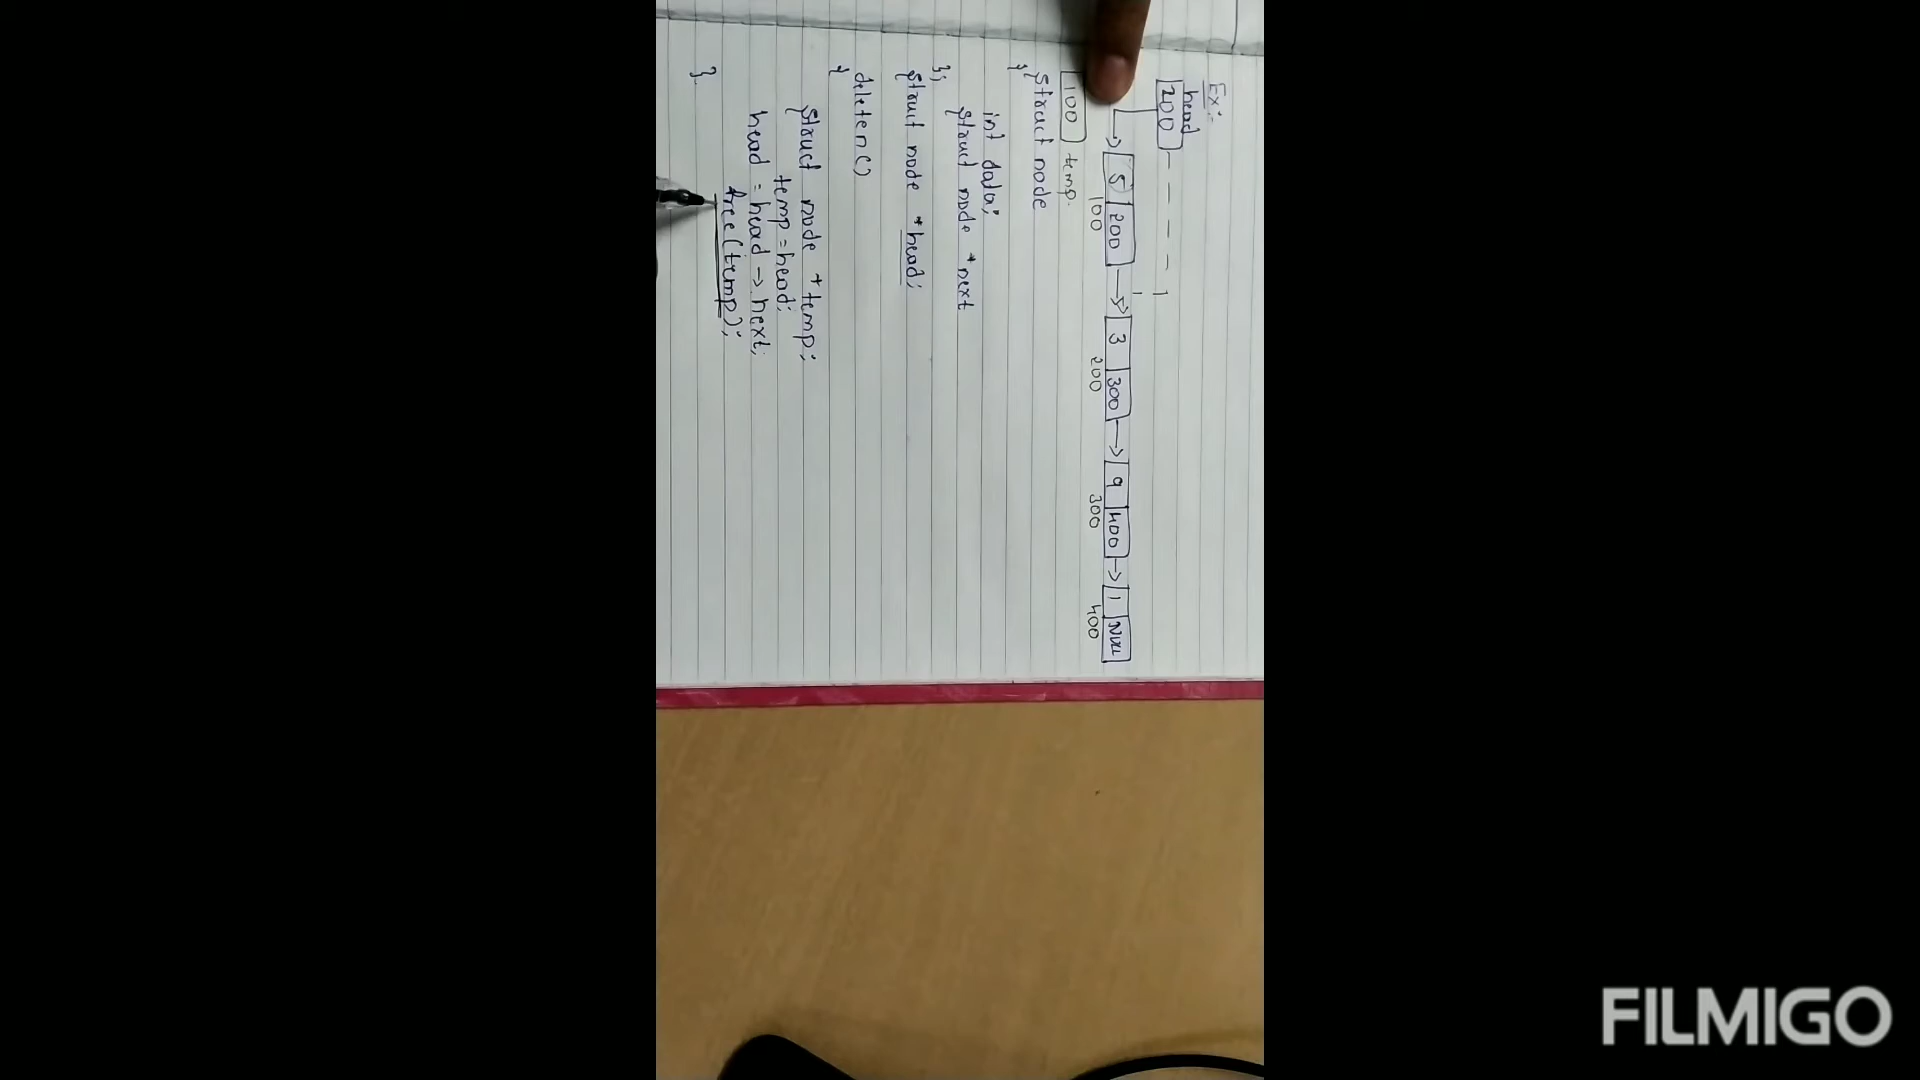 Ex:-
head
200
5 200 → 3 300 → 9 400 → 1 NULL
100 200 300 400
100 temp.
struct node
{
int data;
struct node *next
};
struct node *head;
deleten()
{
struct node *temp;
temp = head;
head = head → next;
free(temp);
}
FILMIGO